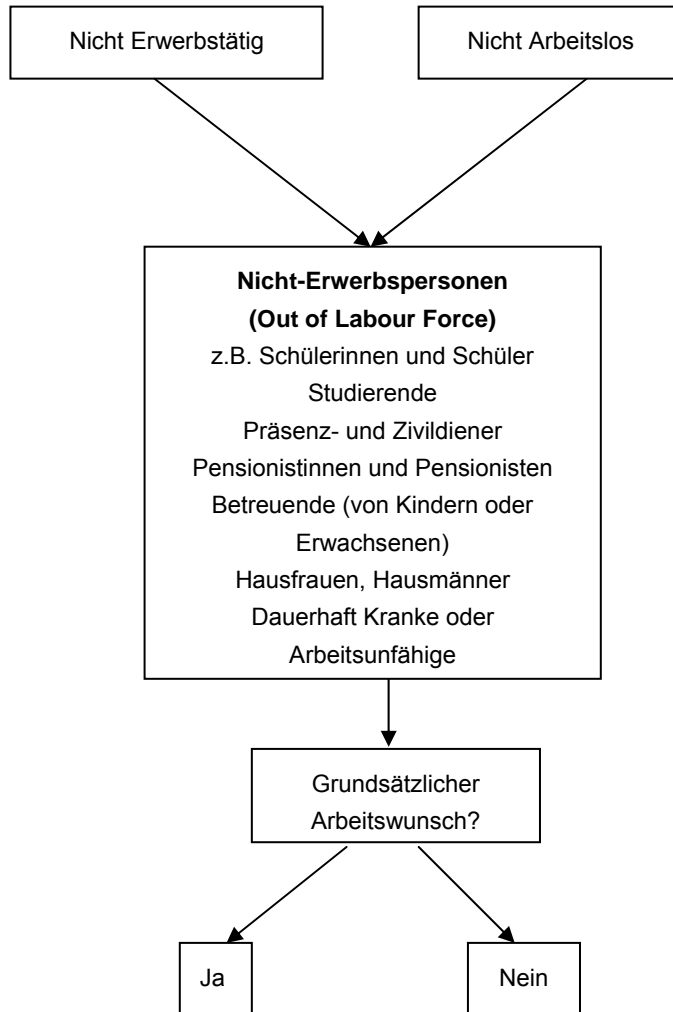 Nicht Erwerbstätig
Nicht Arbeitslos
Nicht-Erwerbspersonen
(Out of Labour Force)
z.B. Schülerinnen und Schüler
Studierende
Präsenz- und Zivildiener
Pensionistinnen und Pensionisten
Betreuende (von Kindern oder
Erwachsenen)
Hausfrauen, Hausmänner
Dauerhaft Kranke oder
Arbeitsunfähige
Grundsätzlicher
Arbeitswunsch?
Ja
Nein